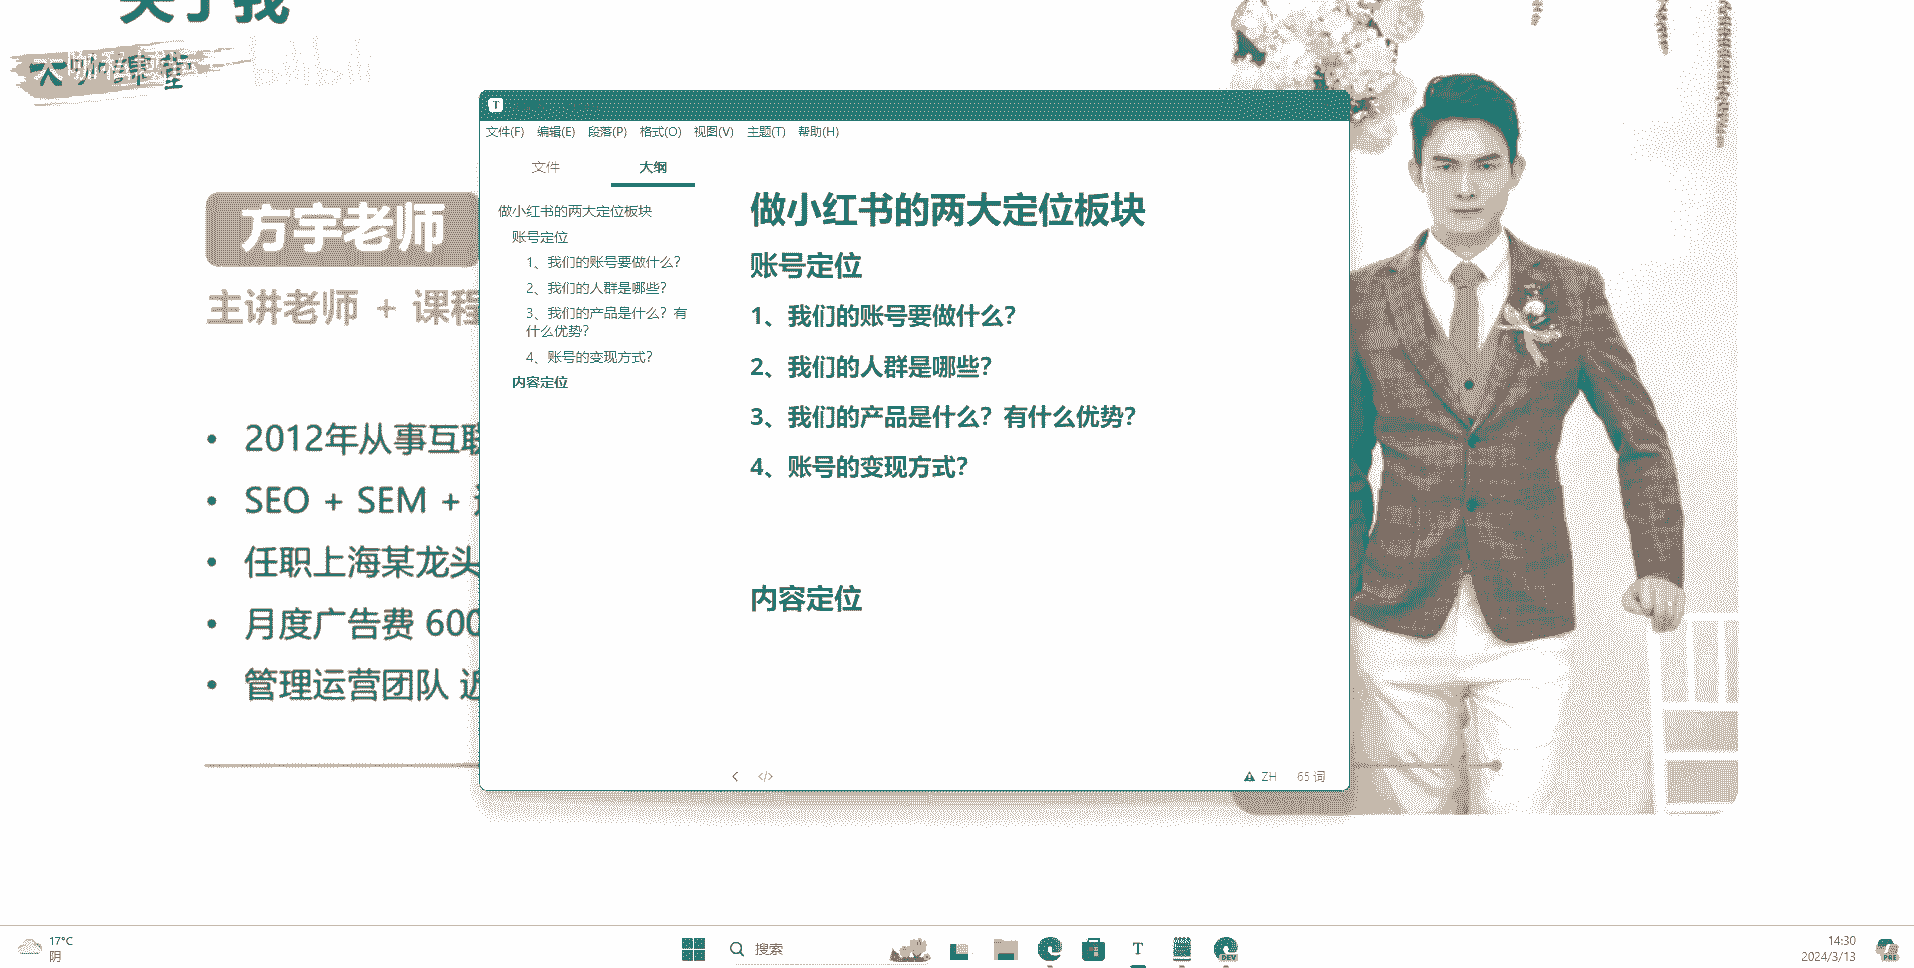 关于我
大咖课堂
bilibili
方宇老师
主讲老师 + 课程
• 2012年从事互联
• SEO + SEM +
• 任职上海某龙头
• 月度广告费 600
• 管理运营团队 近
T
文件(F) 编辑(E) 段落(P) 格式(O) 视图(V) 主题(T) 帮助(H)
文件 大纲
做小红书的两大定位板块
账号定位
1、我们的账号要做什么?
2、我们的人群是哪些?
3、我们的产品是什么? 有
什么优势?
4、账号的变现方式?
内容定位
做小红书的两大定位板块
账号定位
1、我们的账号要做什么?
2、我们的人群是哪些?
3、我们的产品是什么? 有什么优势?
4、账号的变现方式?
内容定位
</> ZH 65 词
17°C
阴
搜索
T
DEV
14:30
2024/3/13
PRE